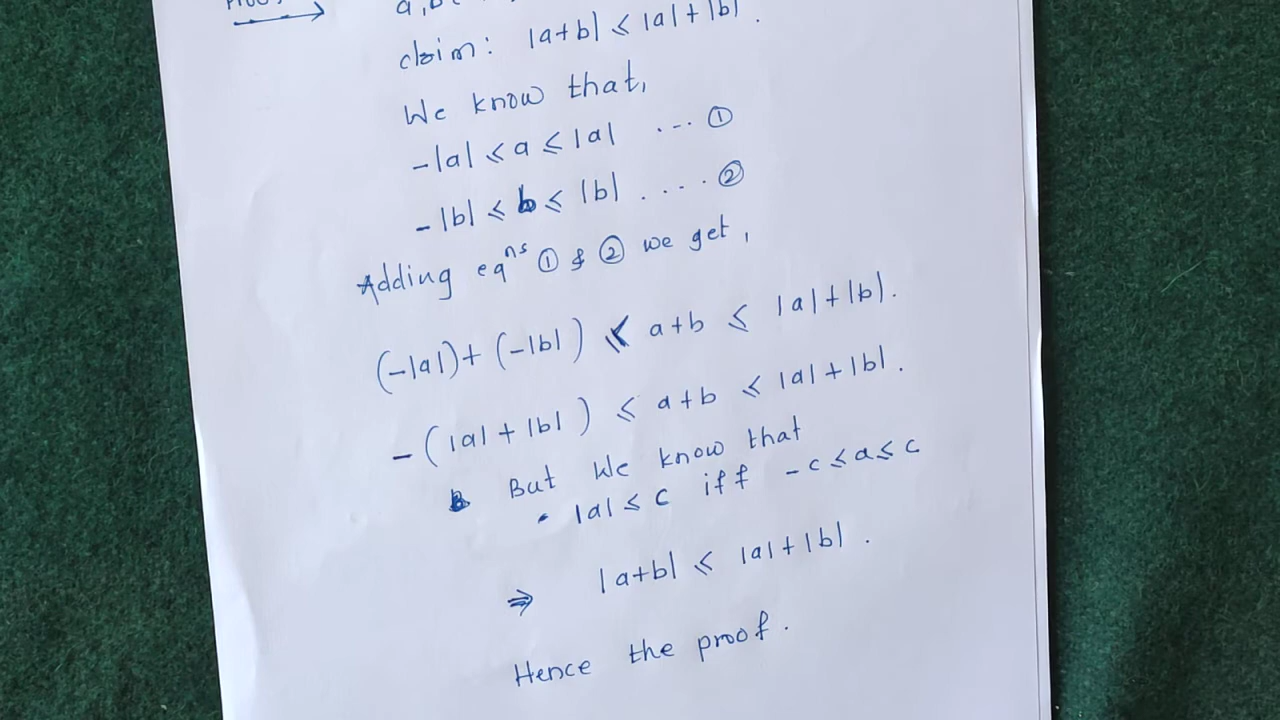 claim: |a+b| ≤ |a|+|b|.
We know that,
-|a| ≤ a ≤ |a| ... ①
-|b| ≤ b ≤ |b| .... ②
Adding eqⁿˢ ① & ② we get,
(-|a|)+(-|b|) ≤ a+b ≤ |a|+|b|.
-(|a|+|b|) ≤ a+b ≤ |a|+|b|.
But We know that
|a| ≤ c iff -c ≤ a ≤ c
⇒ |a+b| ≤ |a|+|b|.
Hence the proof.